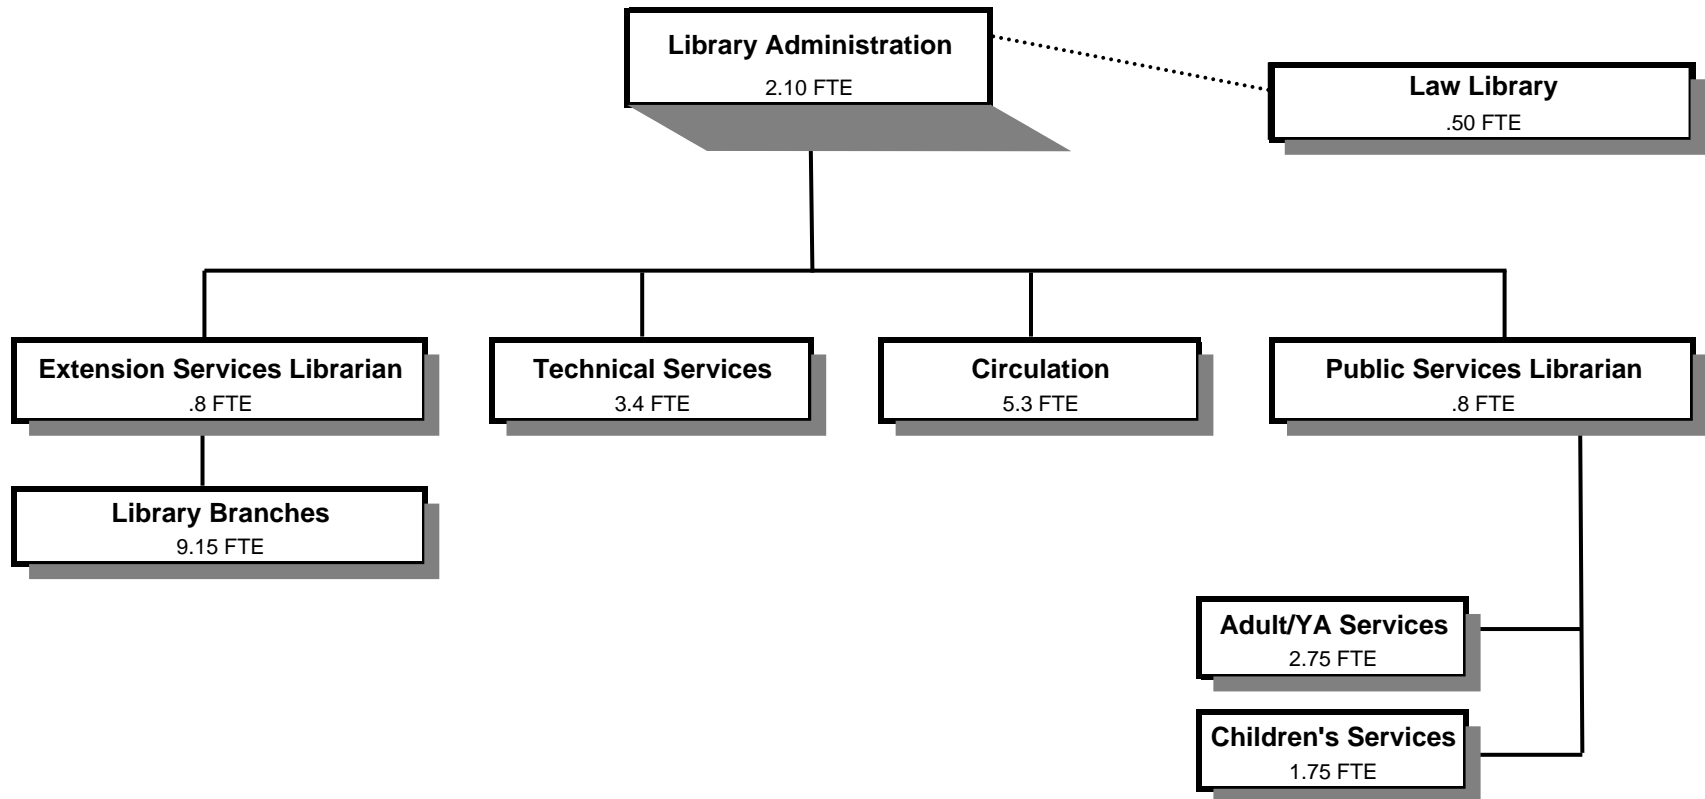 Library Administration
2.10 FTE
Law Library
.50 FTE
Extension Services Librarian
.8 FTE
Technical Services
3.4 FTE
Circulation
5.3 FTE
Public Services Librarian
.8 FTE
Library Branches
9.15 FTE
Adult/YA Services
2.75 FTE
Children's Services
1.75 FTE